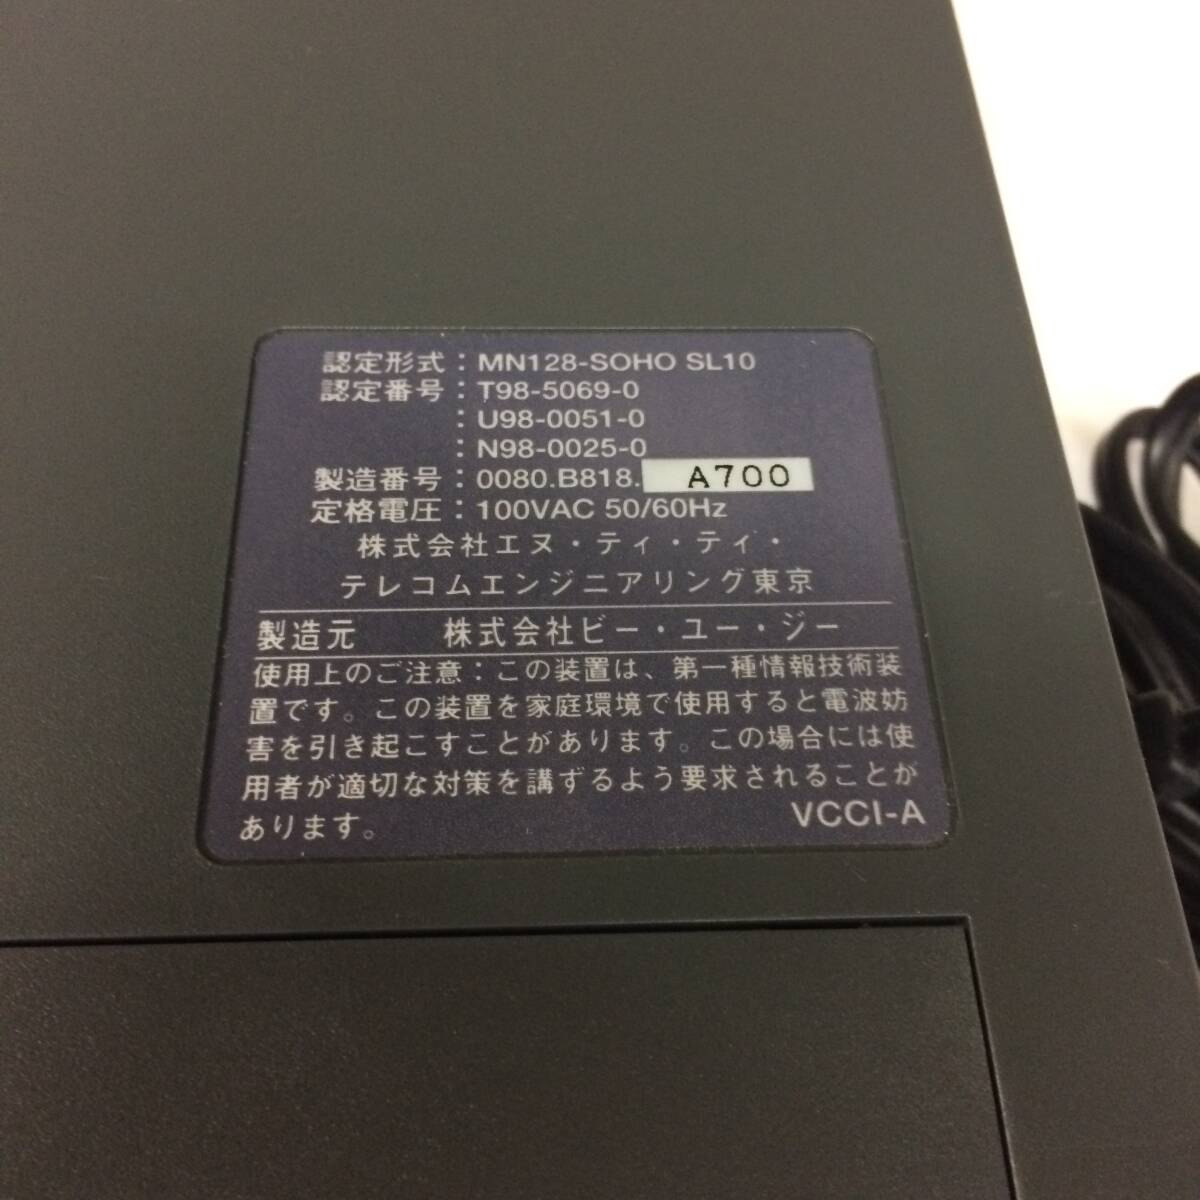 認定形式：MN128-SOHO SL10
認定番号：T98-5069-0
：U98-0051-0
：N98-0025-0
製造番号：0080.B818. A700
定格電圧：100VAC 50/60Hz
株式会社エヌ・ティ・ティ・
テレコムエンジニアリング東京
製造元 株式会社ビー・ユー・ジー
使用上のご注意：この装置は、第一種情報技術装
置です。この装置を家庭環境で使用すると電波妨
害を引き起こすことがあります。この場合には使
用者が適切な対策を講ずるよう要求されることが
あります。
VCCI-A